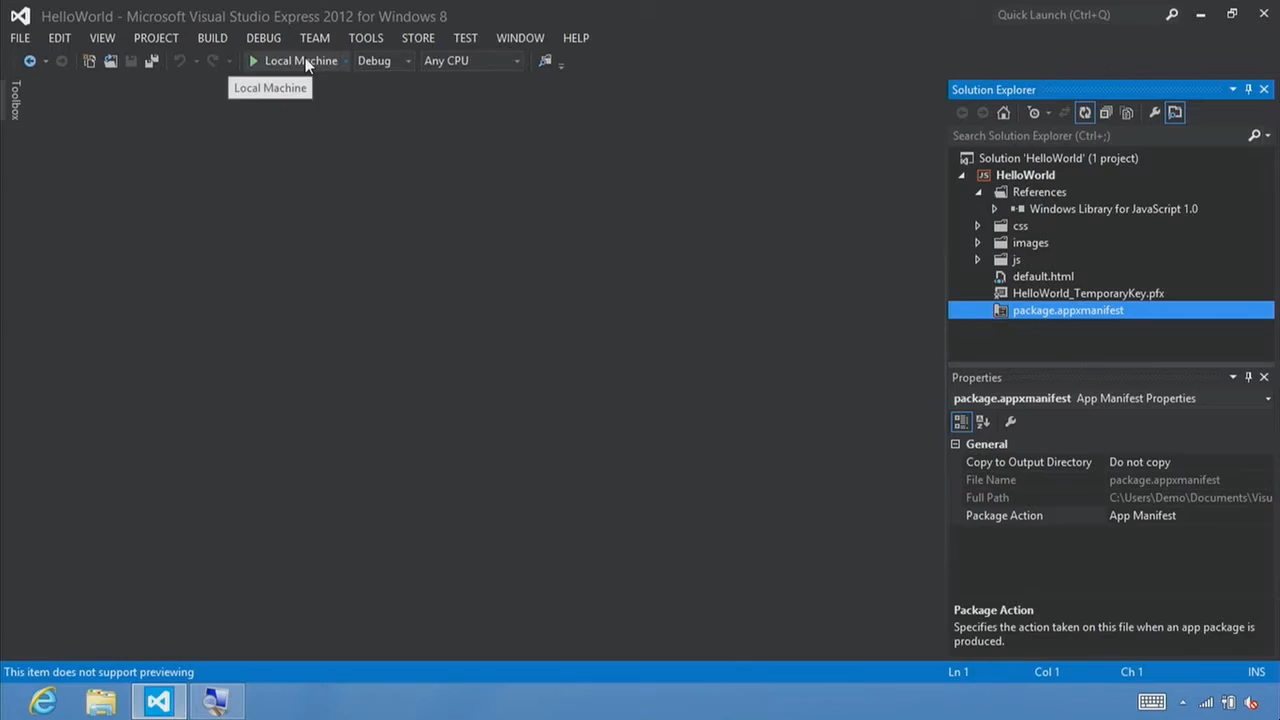 HelloWorld - Microsoft Visual Studio Express 2012 for Windows 8
Quick Launch (Ctrl+Q)
FILE EDIT VIEW PROJECT BUILD DEBUG TEAM TOOLS STORE TEST WINDOW HELP
Local Machine Debug Any CPU
Local Machine
Toolbox
Solution Explorer
Search Solution Explorer (Ctrl+;)
Solution 'HelloWorld' (1 project)
JS HelloWorld
References
Windows Library for JavaScript 1.0
css
images
js
default.html
HelloWorld_TemporaryKey.pfx
package.appxmanifest
Properties
package.appxmanifest App Manifest Properties
General
Copy to Output Directory Do not copy
File Name package.appxmanifest
Full Path C:\Users\Demo\Documents\Visu
Package Action App Manifest
Package Action
Specifies the action taken on this file when an app package is
produced.
This item does not support previewing
Ln 1 Col 1 Ch 1 INS